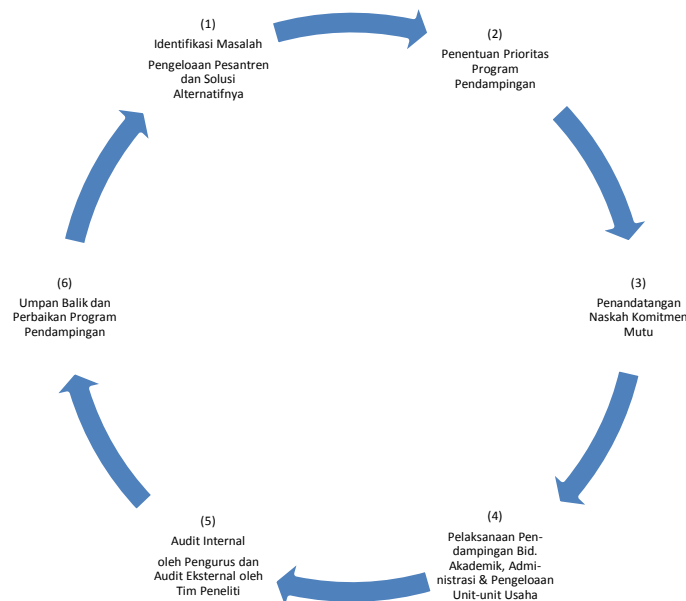 (1)
Identifikasi Masalah
Pengeloaan Pesantren
dan Solusi
Alternatifnya
(2)
Penentuan Prioritas
Program
Pendampingan
(3)
Penandatangan
Naskah Komitmen
Mutu
(4)
Pelaksanaan Pen-
dampingan Bid.
Akademik, Admi-
nistrasi & Pengeloaan
Unit-unit Usaha
(5)
Audit Internal
oleh Pengurus dan
Audit Eksternal oleh
Tim Peneliti
(6)
Umpan Balik dan
Perbaikan Program
Pendampingan